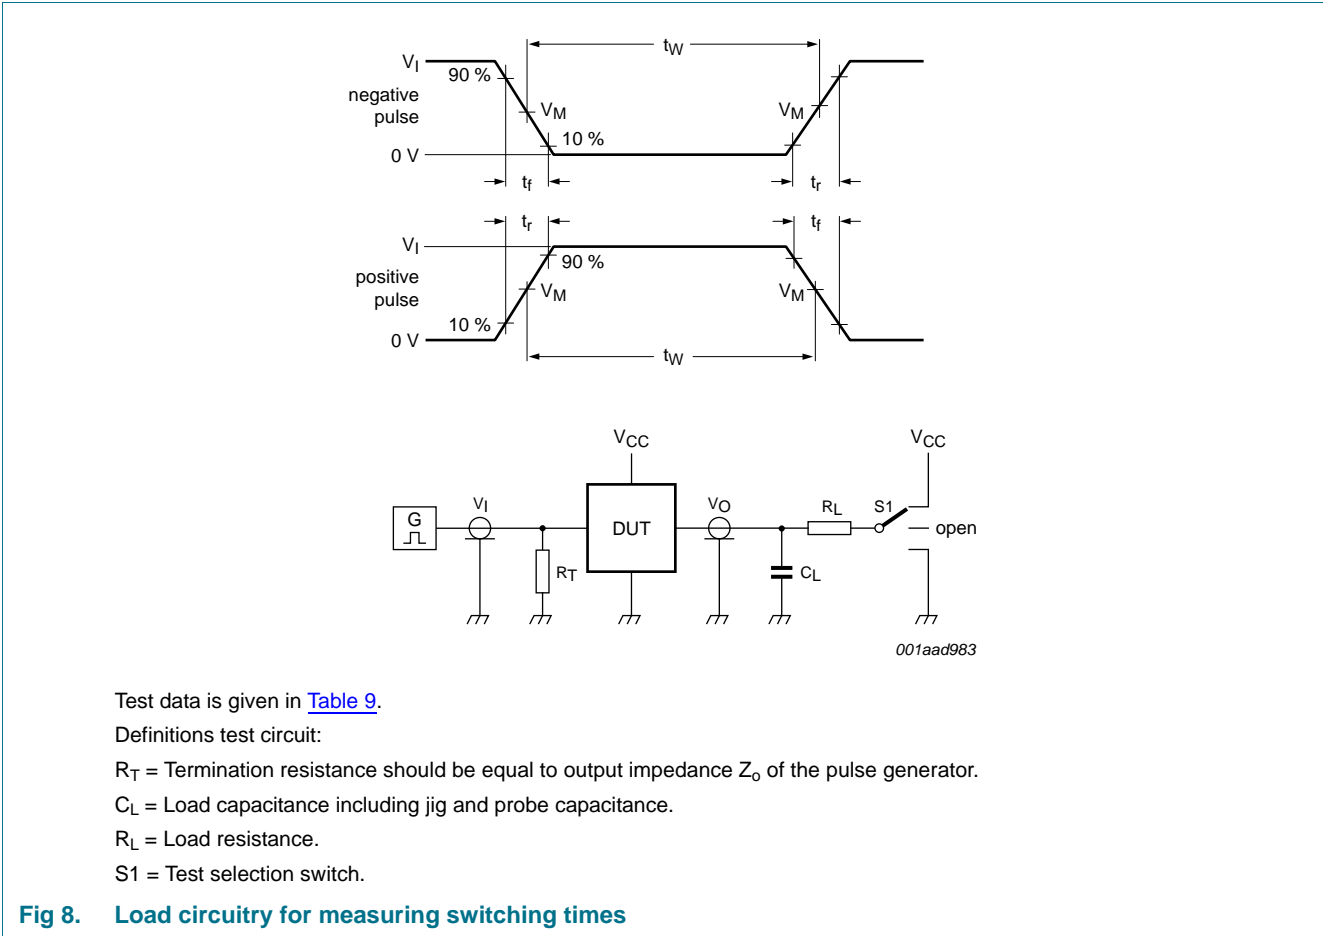 tW
VI
90 %
negative
pulse
VM
VM
10 %
0 V
tf
tr
tr
tf
VI
90 %
positive
pulse
VM
VM
10 %
0 V
tW
VCC
VCC
G
VI
DUT
VO
RL
S1
open
RT
CL
001aad983
Test data is given in Table 9.
Definitions test circuit:
RT = Termination resistance should be equal to output impedance Zo of the pulse generator.
CL = Load capacitance including jig and probe capacitance.
RL = Load resistance.
S1 = Test selection switch.
Fig 8. Load circuitry for measuring switching times